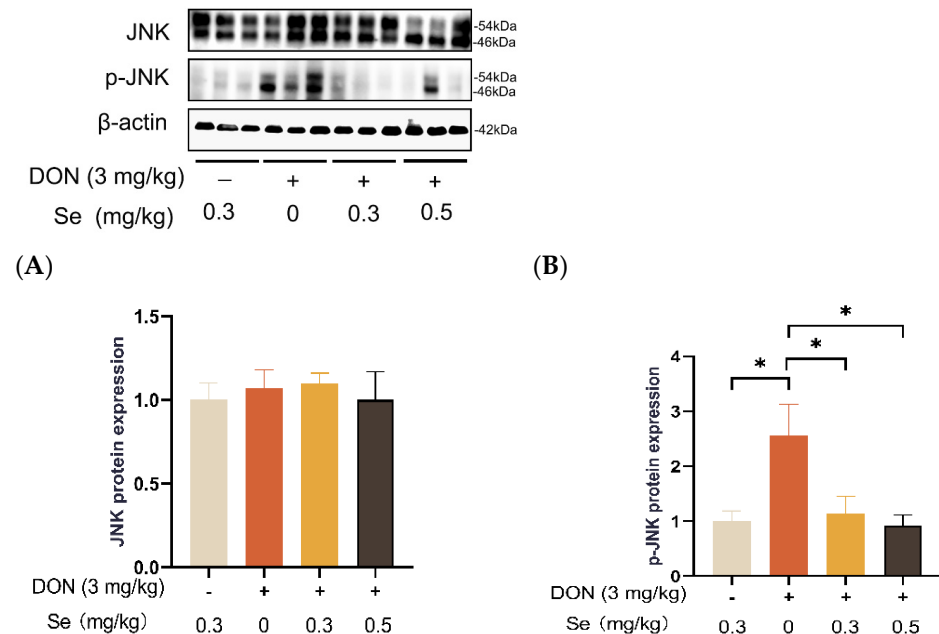 JNK
-54kDa
-46kDa
p-JNK
-54kDa
-46kDa
β-actin
-42kDa
DON (3 mg/kg) – + + +
Se (mg/kg) 0.3 0 0.3 0.5
(A)
(B)
JNK protein expression
1.5
1.0
0.5
0.0
DON (3 mg/kg) - + + +
Se (mg/kg) 0.3 0 0.3 0.5
p-JNK protein expression
*
*
*
4
3
2
1
0
DON (3 mg/kg) - + + +
Se (mg/kg) 0.3 0 0.3 0.5